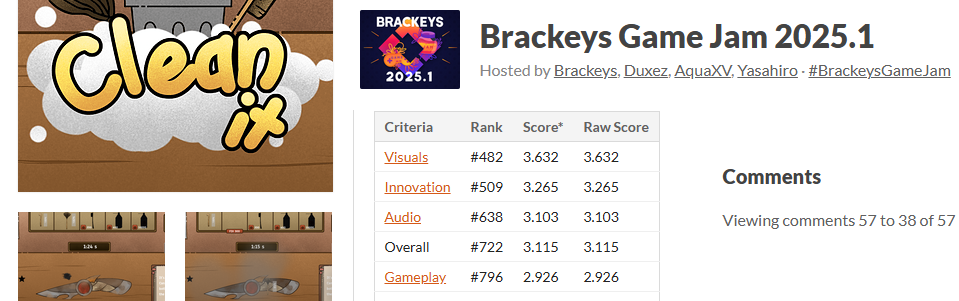 Clean
it
1:24 s
1:15 s
BRACKEYS
2025.1
Brackeys Game Jam 2025.1
Hosted by Brackeys, Duxez, AquaXV, Yasahiro · #BrackeysGameJam
Criteria Rank Score* Raw Score
Visuals #482 3.632 3.632
Innovation #509 3.265 3.265
Audio #638 3.103 3.103
Overall #722 3.115 3.115
Gameplay #796 2.926 2.926
Comments
Viewing comments 57 to 38 of 57